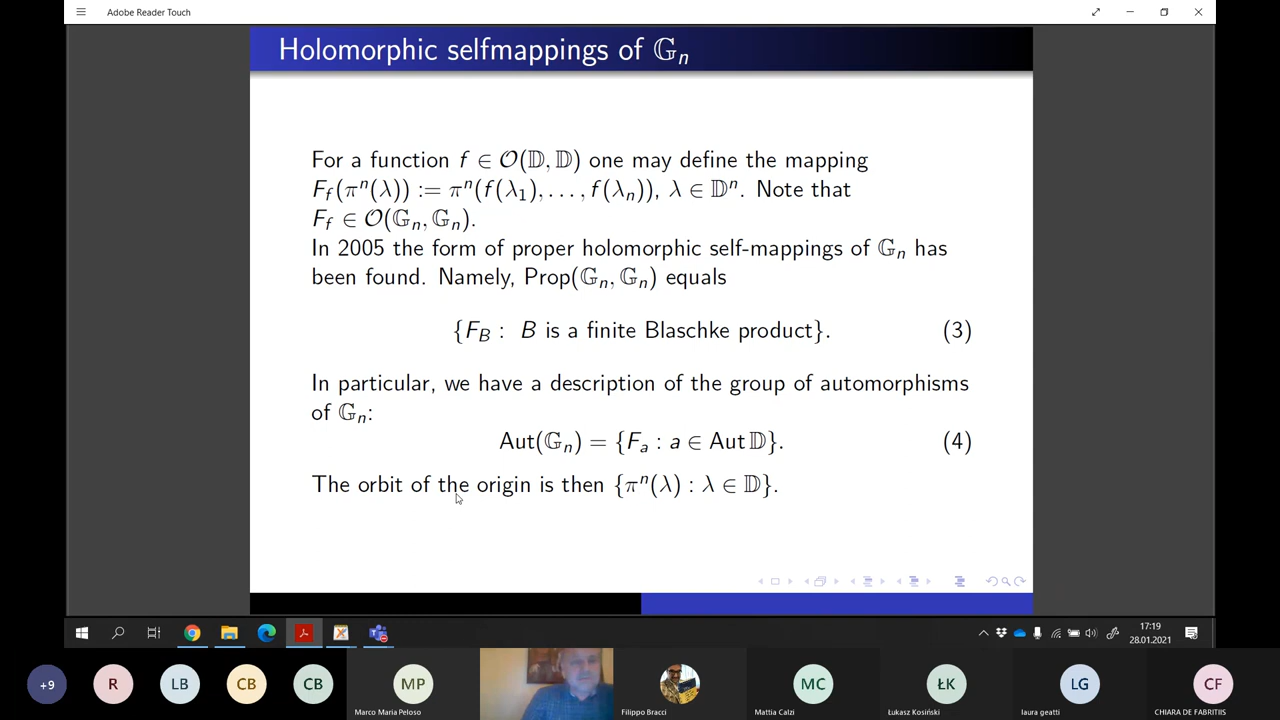 Adobe Reader Touch
Holomorphic selfmappings of 𝔾ₙ
For a function f ∈ 𝒪(𝔻, 𝔻) one may define the mapping
F_f(πⁿ(λ)) := πⁿ(f(λ₁), . . . , f(λₙ)), λ ∈ 𝔻ⁿ. Note that
F_f ∈ 𝒪(𝔾ₙ, 𝔾ₙ).
In 2005 the form of proper holomorphic self-mappings of 𝔾ₙ has
been found. Namely, Prop(𝔾ₙ, 𝔾ₙ) equals
{F_B : B is a finite Blaschke product}. (3)
In particular, we have a description of the group of automorphisms
of 𝔾ₙ:
Aut(𝔾ₙ) = {F_a : a ∈ Aut 𝔻}. (4)
The orbit of the origin is then {πⁿ(λ) : λ ∈ 𝔻}.
17:19
28.01.2021
+9 R LB CB CB MP MC ŁK LG CF
Marco Maria Peloso Filippo Bracci Mattia Calzi Łukasz Kosiński laura geatti CHIARA DE FABRITIIS